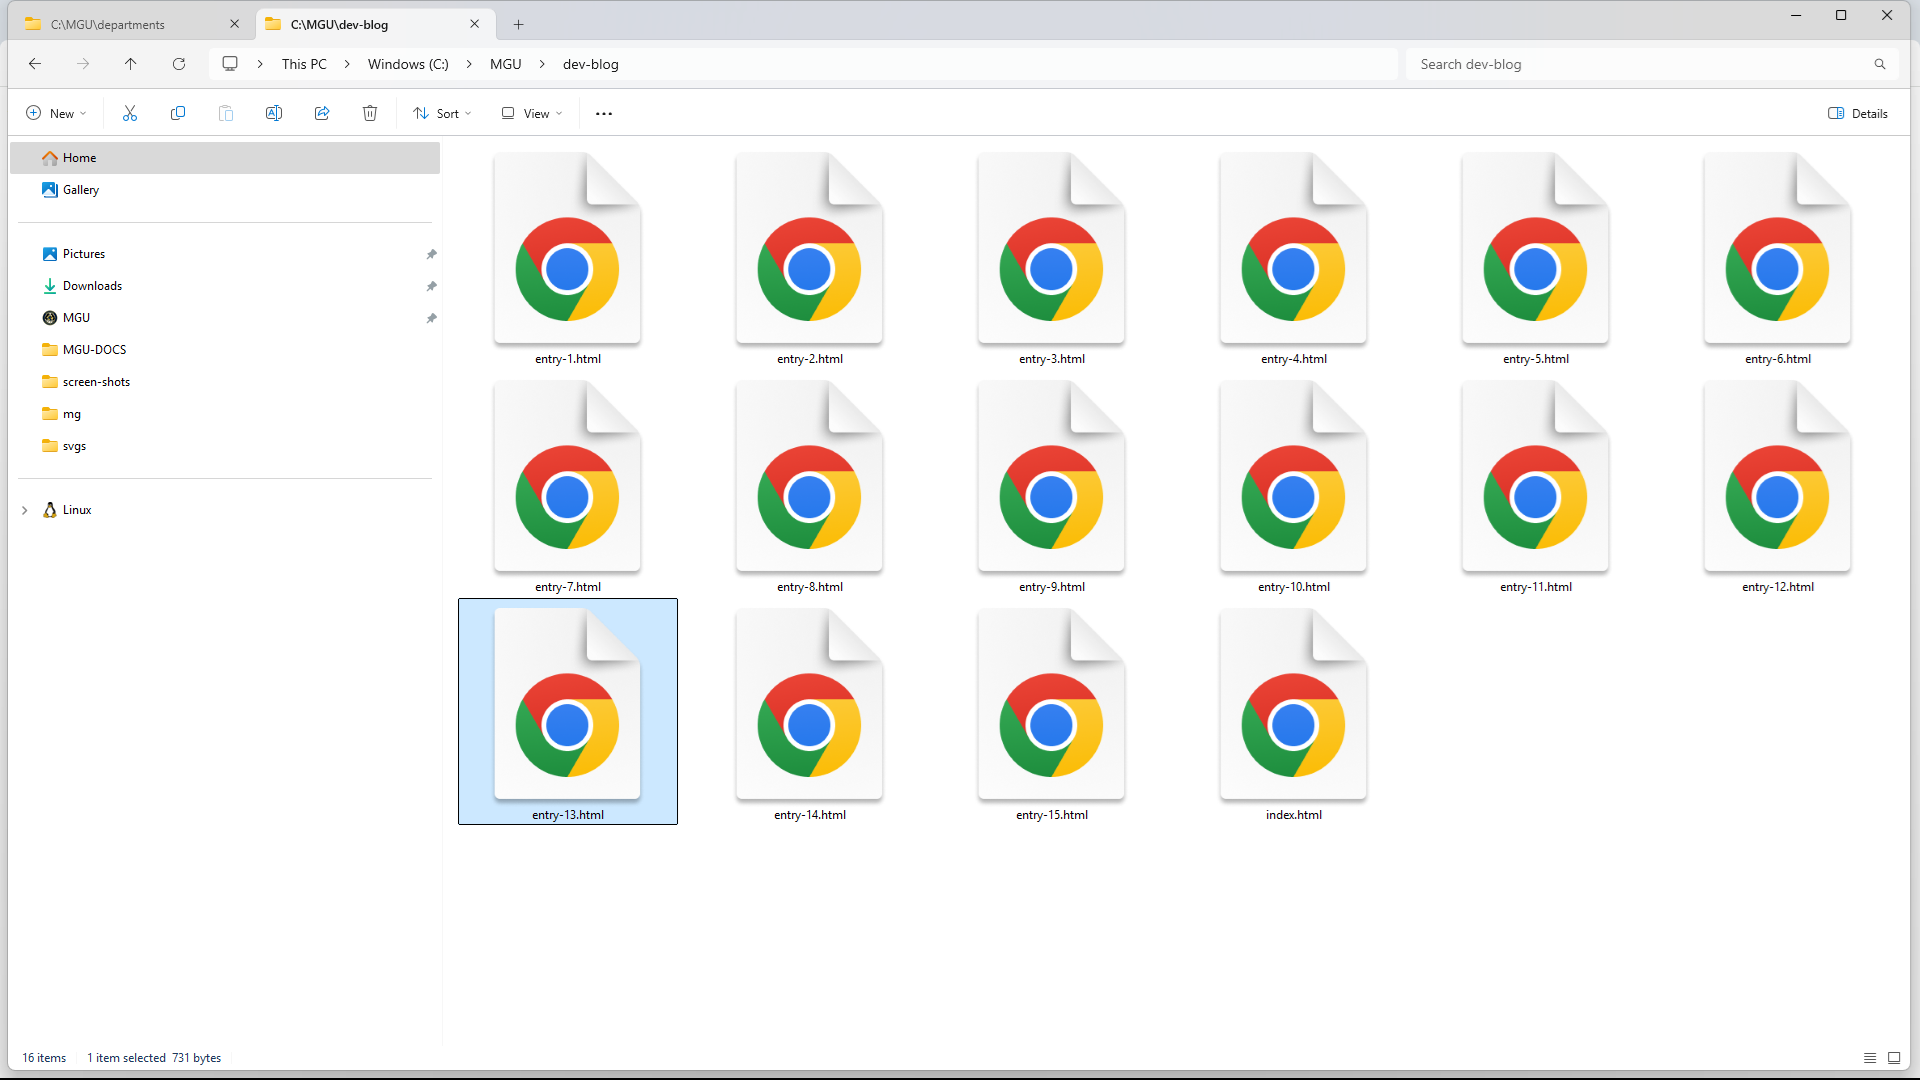 C:\MGU\departments
C:\MGU\dev-blog
This PC
Windows (C:)
MGU
dev-blog
Search dev-blog
New
Sort
View
Details
Home
Gallery
Pictures
Downloads
MGU
MGU-DOCS
screen-shots
mg
svgs
Linux
entry-1.html
entry-2.html
entry-3.html
entry-4.html
entry-5.html
entry-6.html
entry-7.html
entry-8.html
entry-9.html
entry-10.html
entry-11.html
entry-12.html
entry-13.html
entry-14.html
entry-15.html
index.html
16 items
1 item selected 731 bytes